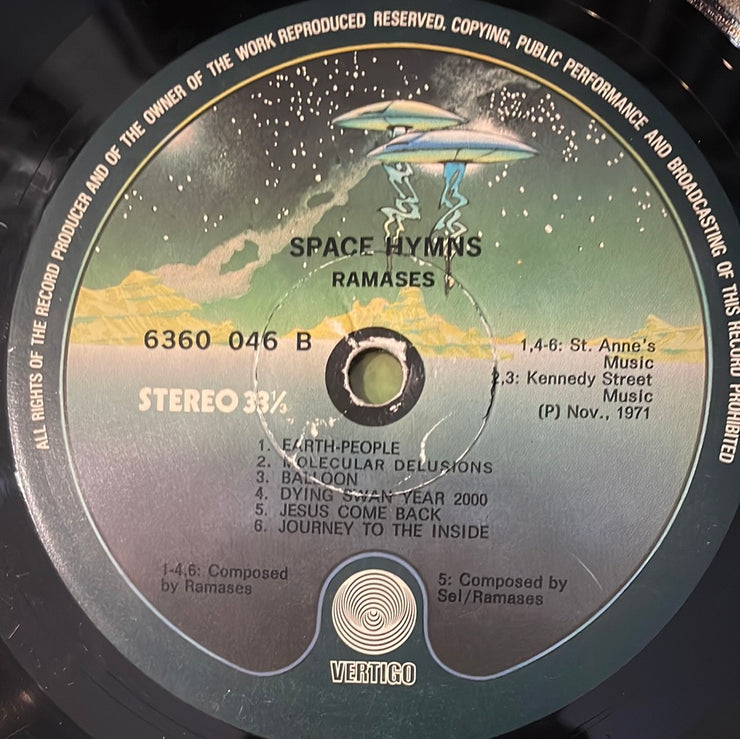 ALL RIGHTS OF THE RECORD PRODUCER AND OF THE OWNER OF THE WORK REPRODUCED RESERVED. COPYING, PUBLIC PERFORMANCE AND BROADCASTING OF THIS RECORD PROHIBITED
SPACE HYMNS
RAMASES
6360 046 B
STEREO 33⅓
1,4-6: St. Anne's
Music
2,3: Kennedy Street
Music
(P) Nov., 1971
1. EARTH-PEOPLE
2. MOLECULAR DELUSIONS
3. BALLOON
4. DYING SWAN YEAR 2000
5. JESUS COME BACK
6. JOURNEY TO THE INSIDE
1-4,6: Composed
by Ramases
5: Composed by
Sel/Ramases
VERTIGO